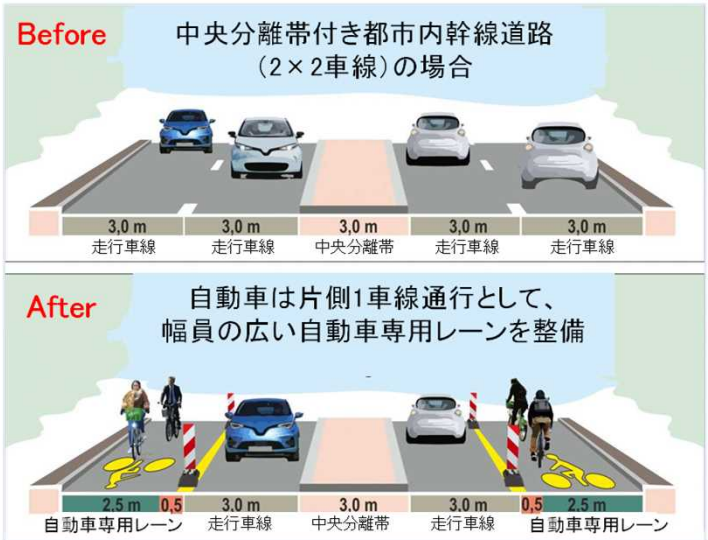 Before
中央分離帯付き都市内幹線道路
（2×2車線）の場合
3,0 m 3,0 m 3,0 m 3,0 m 3,0 m
走行車線 走行車線 中央分離帯 走行車線 走行車線
After
自動車は片側1車線通行として、
幅員の広い自動車専用レーンを整備
2,5 m 0,5 3,0 m 3,0 m 3,0 m 0,5 2,5 m
自動車専用レーン 走行車線 中央分離帯 走行車線 自動車専用レーン